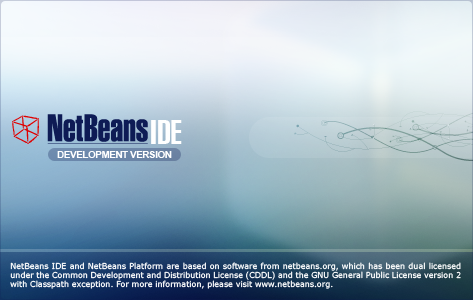 NetBeans IDE
DEVELOPMENT VERSION
NetBeans IDE and NetBeans Platform are based on software from netbeans.org, which has been dual licensed
under the Common Development and Distribution License (CDDL) and the GNU General Public License version 2
with Classpath exception. For more information, please visit www.netbeans.org.